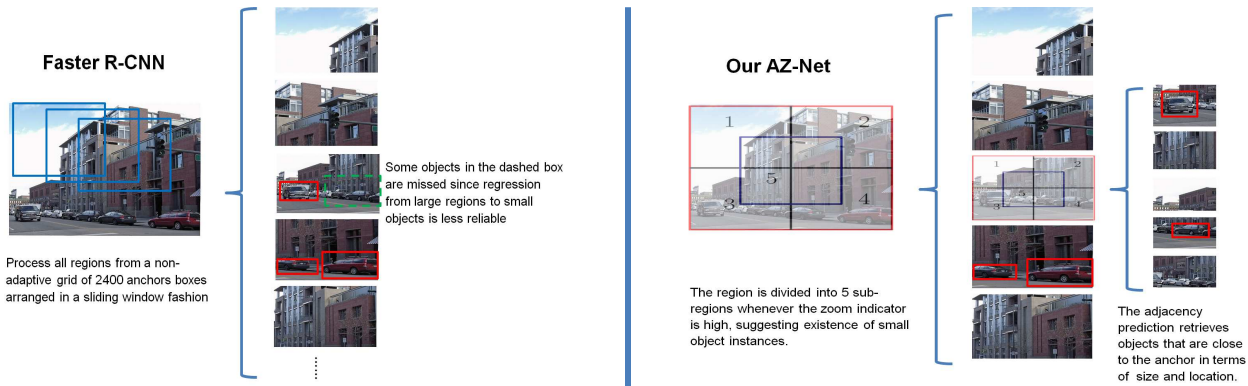 Faster R-CNN
Some objects in the dashed box
are missed since regression
from large regions to small
objects is less reliable
Process all regions from a non-
adaptive grid of 2400 anchors boxes
arranged in a sliding window fashion
Our AZ-Net
1
2
5
3
4
1
2
5
3
4
The region is divided into 5 sub-
regions whenever the zoom indicator
is high, suggesting existence of small
object instances.
The adjacency
prediction retrieves
objects that are close
to the anchor in terms
of size and location.